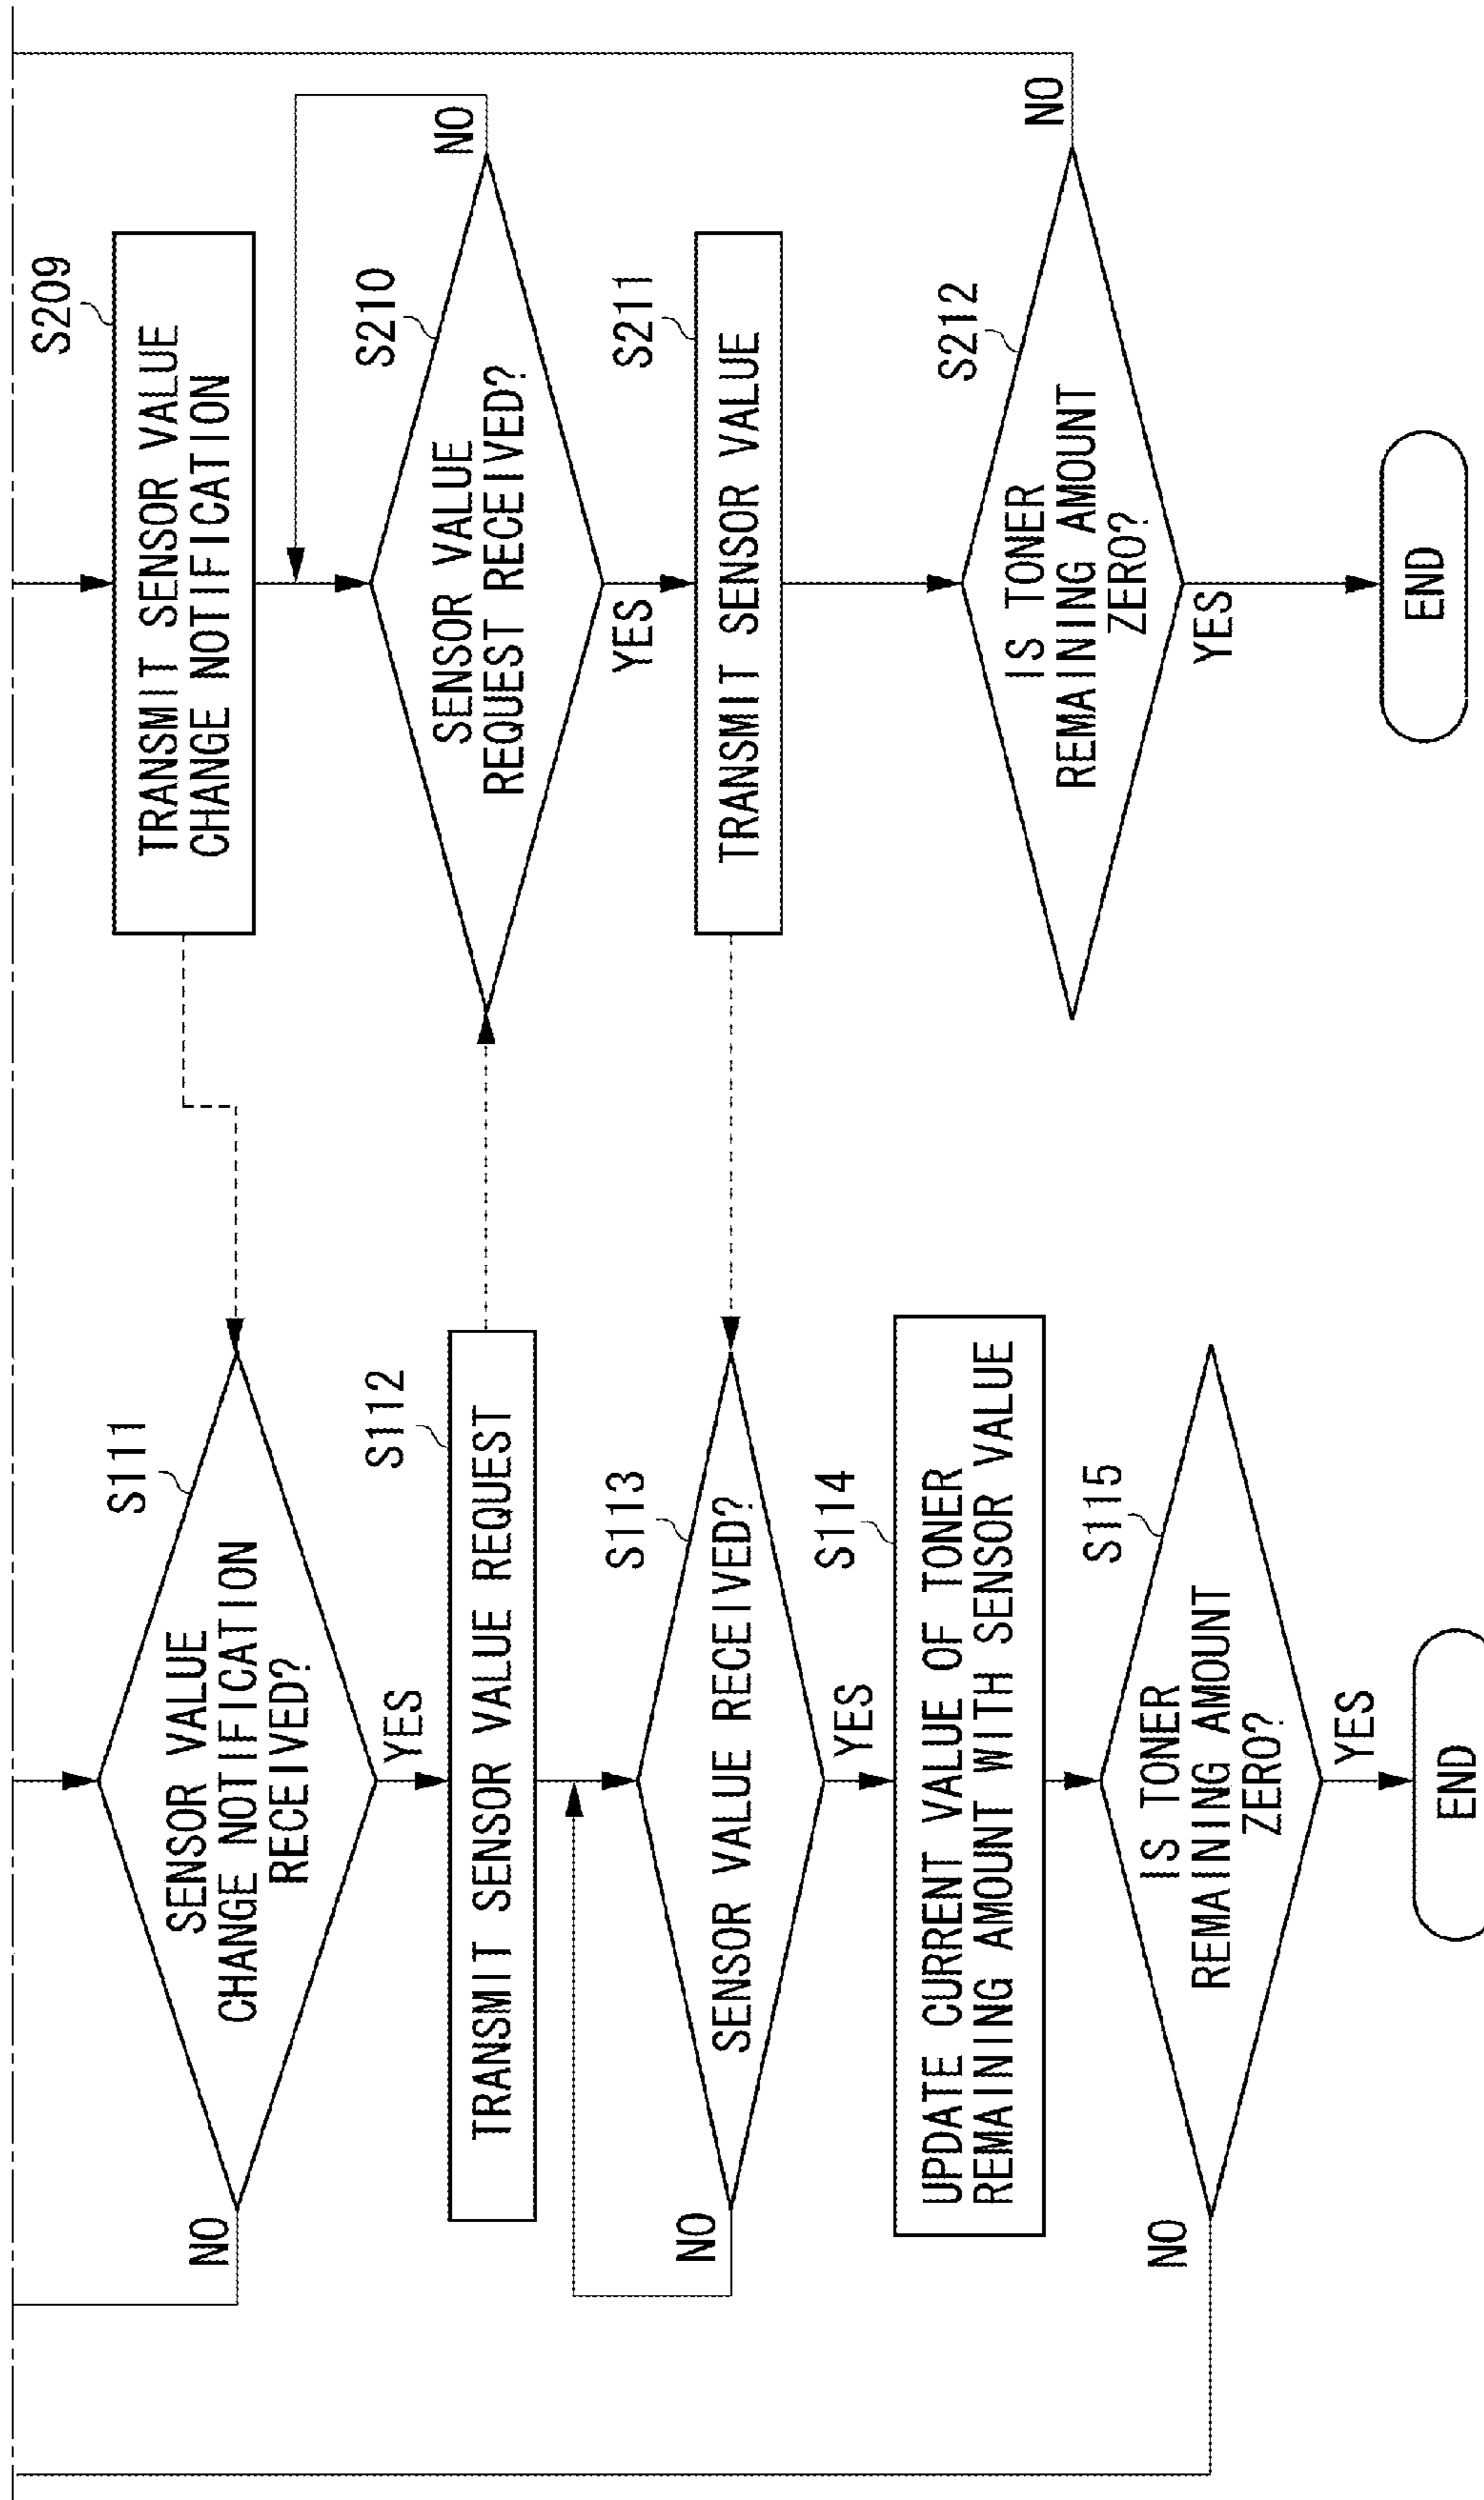 S111
SENSOR VALUE
CHANGE NOTIFICATION
RECEIVED?
NO
YES
S112
TRANSMIT SENSOR VALUE REQUEST
S113
SENSOR VALUE RECEIVED?
NO
YES
S114
UPDATE CURRENT VALUE OF TONER
REMAINING AMOUNT WITH SENSOR VALUE
S115
IS TONER
REMAINING AMOUNT
ZERO?
NO
YES
END
S209
TRANSMIT SENSOR VALUE
CHANGE NOTIFICATION
S210
SENSOR VALUE
REQUEST RECEIVED?
NO
YES
S211
TRANSMIT SENSOR VALUE
S212
IS TONER
REMAINING AMOUNT
ZERO?
NO
YES
END